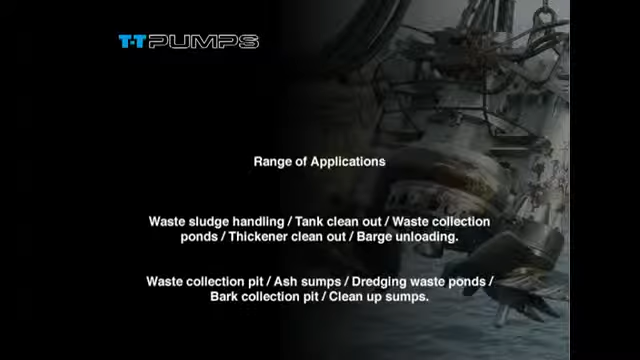 T-T PUMPS
Range of Applications
Waste sludge handling / Tank clean out / Waste collection
ponds / Thickener clean out / Barge unloading.
Waste collection pit / Ash sumps / Dredging waste ponds /
Bark collection pit / Clean up sumps.